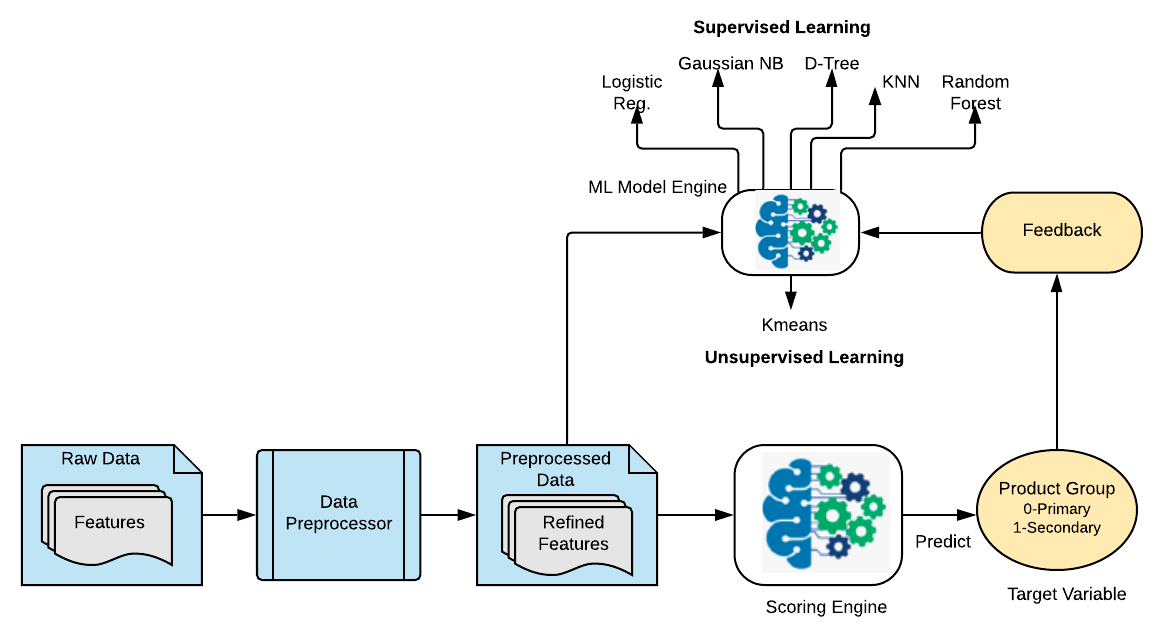 Supervised Learning
Gaussian NB
D-Tree
Logistic
Reg.
KNN
Random
Forest
ML Model Engine
Feedback
Kmeans
Unsupervised Learning
Raw Data
Features
Data
Preprocessor
Preprocessed
Data
Refined
Features
Predict
Product Group
0-Primary
1-Secondary
Scoring Engine
Target Variable